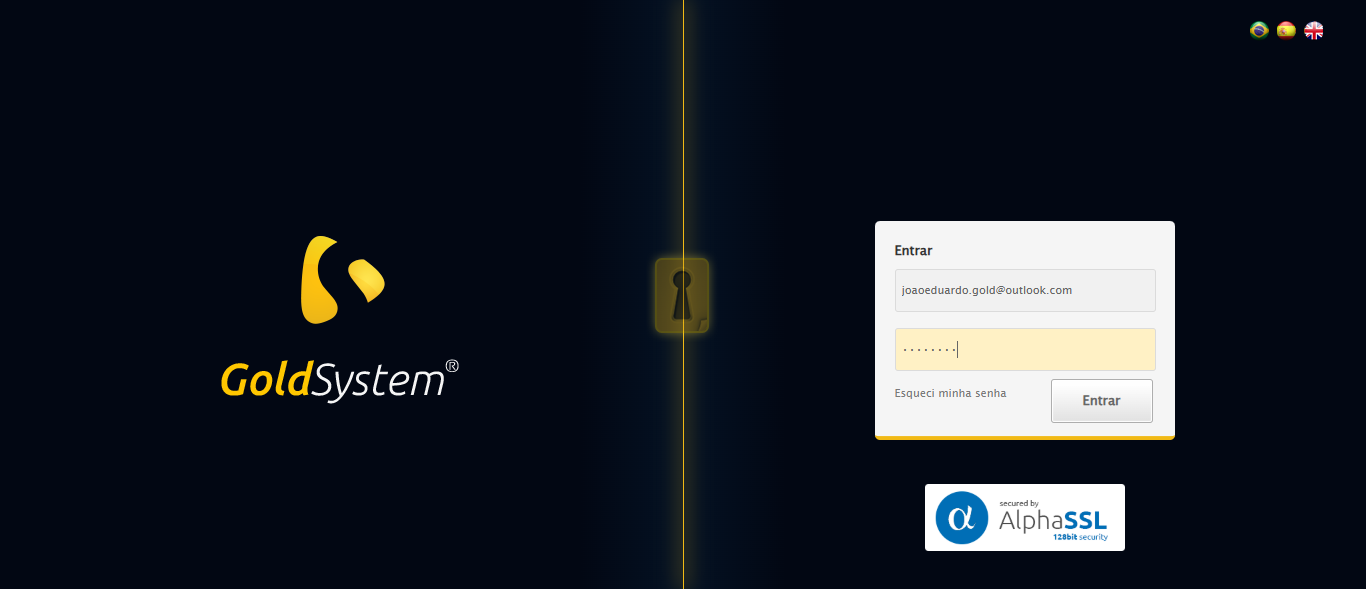 GoldSystem®
Entrar
joaoeduardo.gold@outlook.com
········
Esqueci minha senha
Entrar
α
secured by
AlphaSSL
128bit security